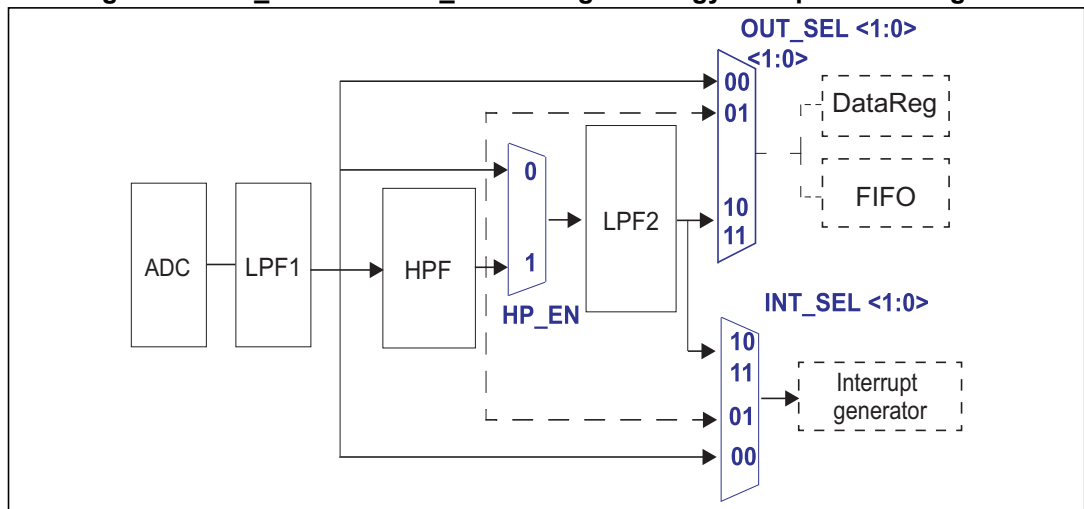 OUT_SEL <1:0>
<1:0>
00
01
DataReg
0
FIFO
10
11
ADC
LPF1
HPF
1
LPF2
HP_EN
INT_SEL <1:0>
10
11
01
00
Interrupt
generator